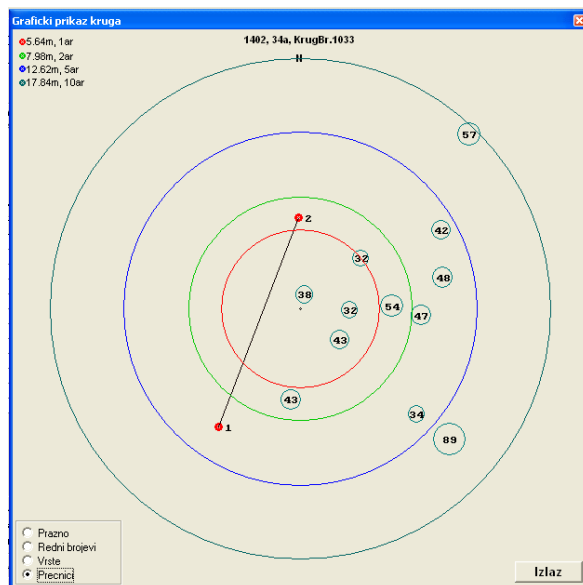 Graficki prikaz kruga
1402, 34a, KrugBr.1033
5.64m, 1ar
7.98m, 2ar
12.62m, 5ar
17.84m, 10ar
N
57
2
42
32
48
38
32
54
47
43
43
34
1
89
Prazno
Redni brojevi
Vrste
Precnici
Izlaz